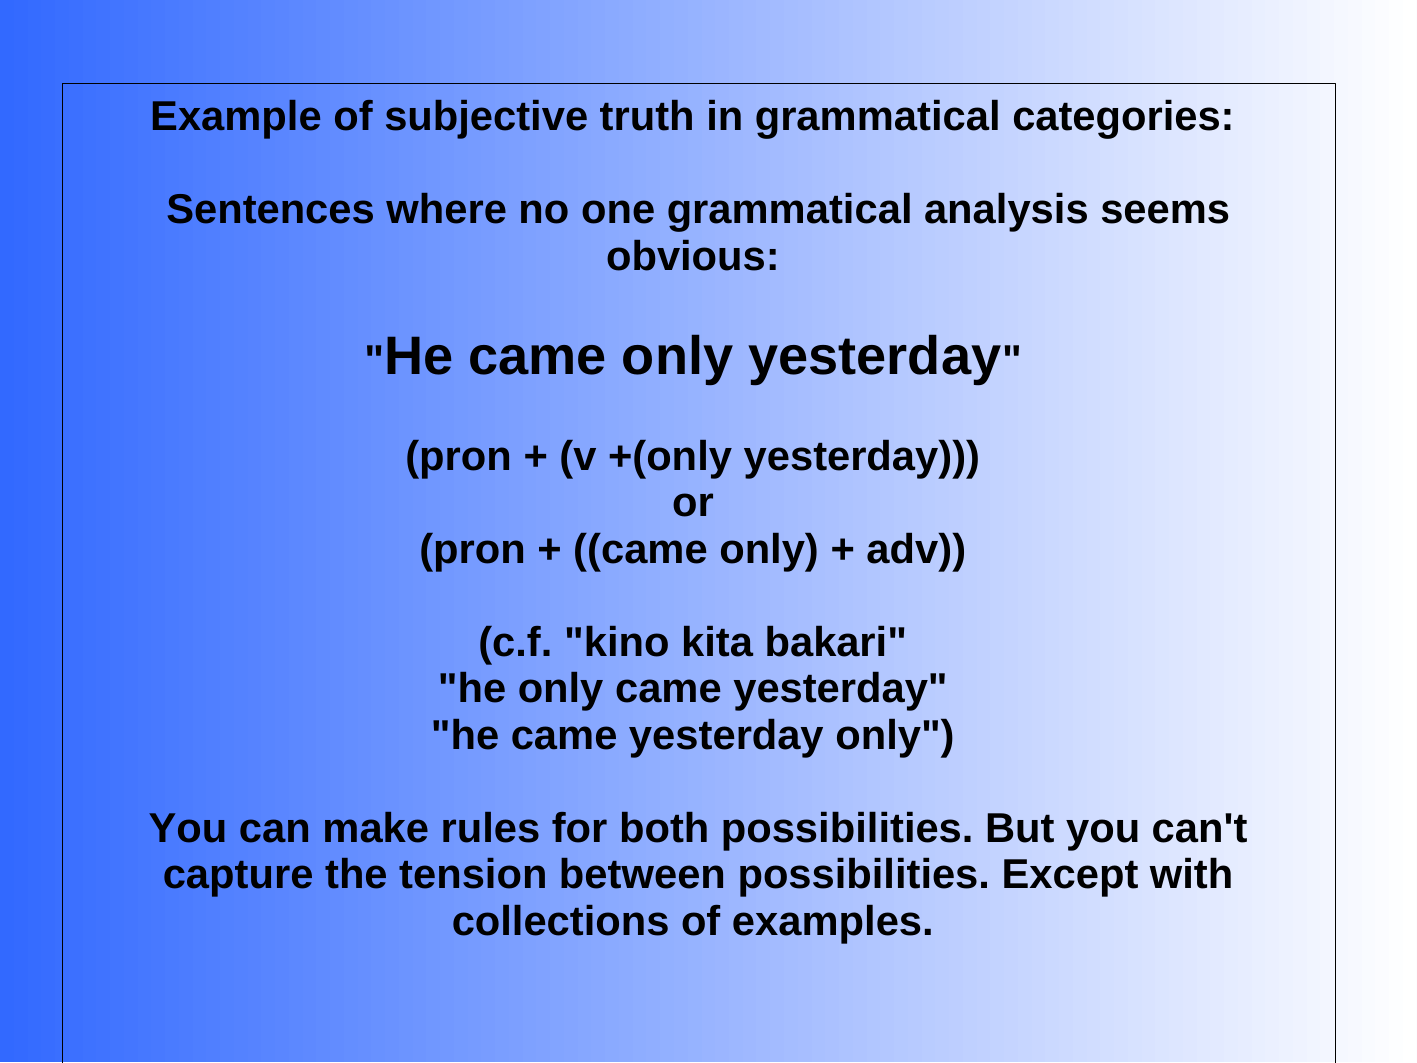 Example of subjective truth in grammatical categories:
Sentences where no one grammatical analysis seems
obvious:
"He came only yesterday"
(pron + (v +(only yesterday)))
or
(pron + ((came only) + adv))
(c.f. "kino kita bakari"
"he only came yesterday"
"he came yesterday only")
You can make rules for both possibilities. But you can't
capture the tension between possibilities. Except with
collections of examples.